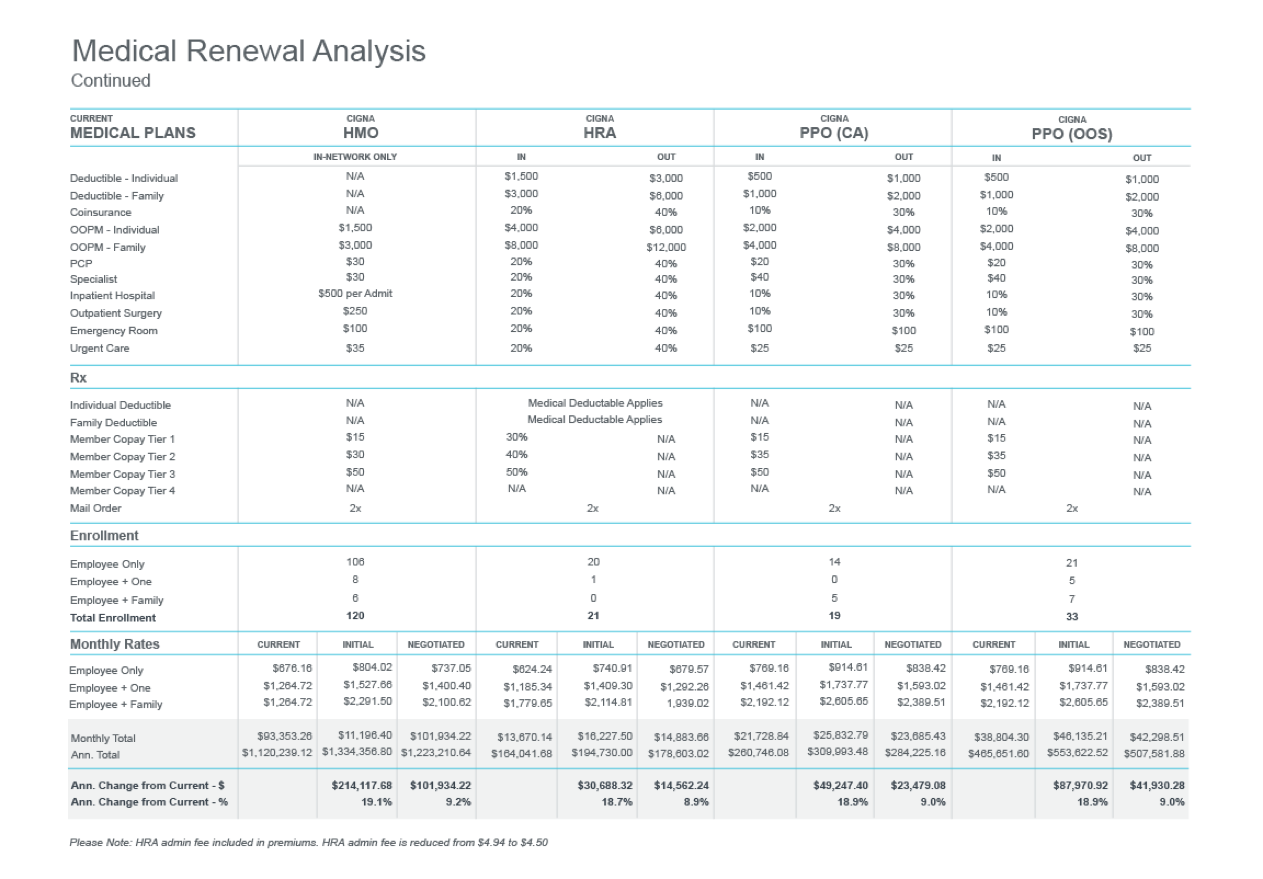 Medical Renewal Analysis
Continued
CURRENT CIGNA CIGNA CIGNA CIGNA
MEDICAL PLANS HMO HRA PPO (CA) PPO (OOS)
IN-NETWORK ONLY IN OUT IN OUT IN OUT
Deductible - Individual N/A $1,500 $3,000 $500 $1,000 $500 $1,000
Deductible - Family N/A $3,000 $6,000 $1,000 $2,000 $1,000 $2,000
Coinsurance N/A 20% 40% 10% 30% 10% 30%
OOPM - Individual $1,500 $4,000 $6,000 $2,000 $4,000 $2,000 $4,000
OOPM - Family $3,000 $8,000 $12,000 $4,000 $8,000 $4,000 $8,000
PCP $30 20% 40% $20 30% $20 30%
Specialist $30 20% 40% $40 30% $40 30%
Inpatient Hospital $500 per Admit 20% 40% 10% 30% 10% 30%
Outpatient Surgery $250 20% 40% 10% 30% 10% 30%
Emergency Room $100 20% 40% $100 $100 $100 $100
Urgent Care $35 20% 40% $25 $25 $25 $25
Rx
Individual Deductible N/A Medical Deductable Applies N/A N/A N/A N/A
Family Deductible N/A Medical Deductable Applies N/A N/A N/A N/A
Member Copay Tier 1 $15 30% N/A $15 N/A $15 N/A
Member Copay Tier 2 $30 40% N/A $35 N/A $35 N/A
Member Copay Tier 3 $50 50% N/A $50 N/A $50 N/A
Member Copay Tier 4 N/A N/A N/A N/A N/A N/A N/A
Mail Order 2x 2x 2x 2x
Enrollment
Employee Only 106 20 14 21
Employee + One 8 1 0 5
Employee + Family 6 0 5 7
Total Enrollment 120 21 19 33
Monthly Rates CURRENT INITIAL NEGOTIATED CURRENT INITIAL NEGOTIATED CURRENT INITIAL NEGOTIATED CURRENT INITIAL NEGOTIATED
Employee Only $676.16 $804.02 $737.05 $624.24 $740.91 $679.57 $769.16 $914.61 $838.42 $769.16 $914.61 $838.42
Employee + One $1,264.72 $1,527.66 $1,400.40 $1,185.34 $1,409.30 $1,292.26 $1,461.42 $1,737.77 $1,593.02 $1,461.42 $1,737.77 $1,593.02
Employee + Family $1,264.72 $2,291.50 $2,100.62 $1,779.65 $2,114.81 1,939.02 $2,192.12 $2,605.65 $2,389.51 $2,192.12 $2,605.65 $2,389.51
Monthly Total $93,353.26 $11,196.40 $101,934.22 $13,670.14 $16,227.50 $14,883.66 $21,728.84 $25,832.79 $23,685.43 $38,804.30 $46,135.21 $42,298.51
Ann. Total $1,120,239.12 $1,334,356.80 $1,223,210.64 $164,041.68 $194,730.00 $178,603.02 $260,746.08 $309,993.48 $284,225.16 $465,651.60 $553,622.52 $507,581.88
Ann. Change from Current - $ $214,117.68 $101,934.22 $30,688.32 $14,562.24 $49,247.40 $23,479.08 $87,970.92 $41,930.28
Ann. Change from Current - % 19.1% 9.2% 18.7% 8.9% 18.9% 9.0% 18.9% 9.0%
Please Note: HRA admin fee included in premiums. HRA admin fee is reduced from $4.94 to $4.50